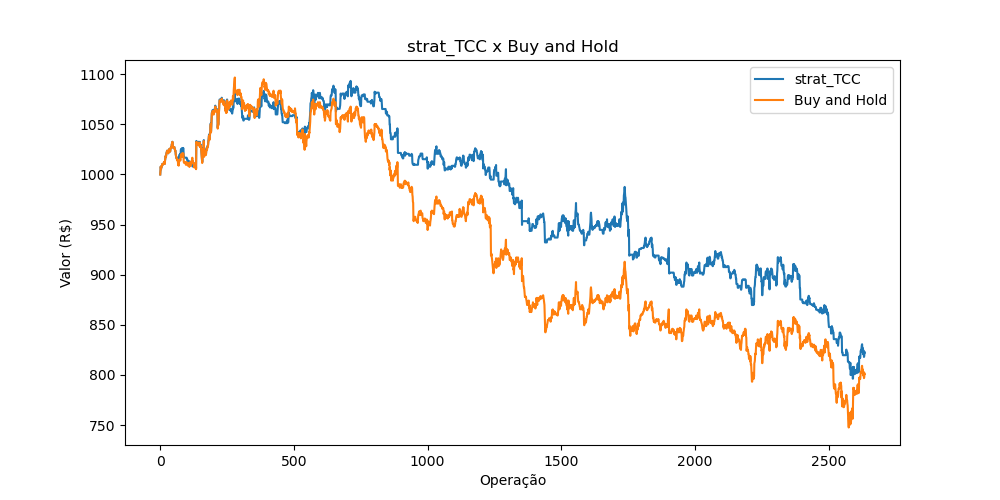 strat_TCC x Buy and Hold
strat_TCC
Buy and Hold
Valor (R$)
1100
1050
1000
950
900
850
800
750
0
500
1000
1500
2000
2500
Operação